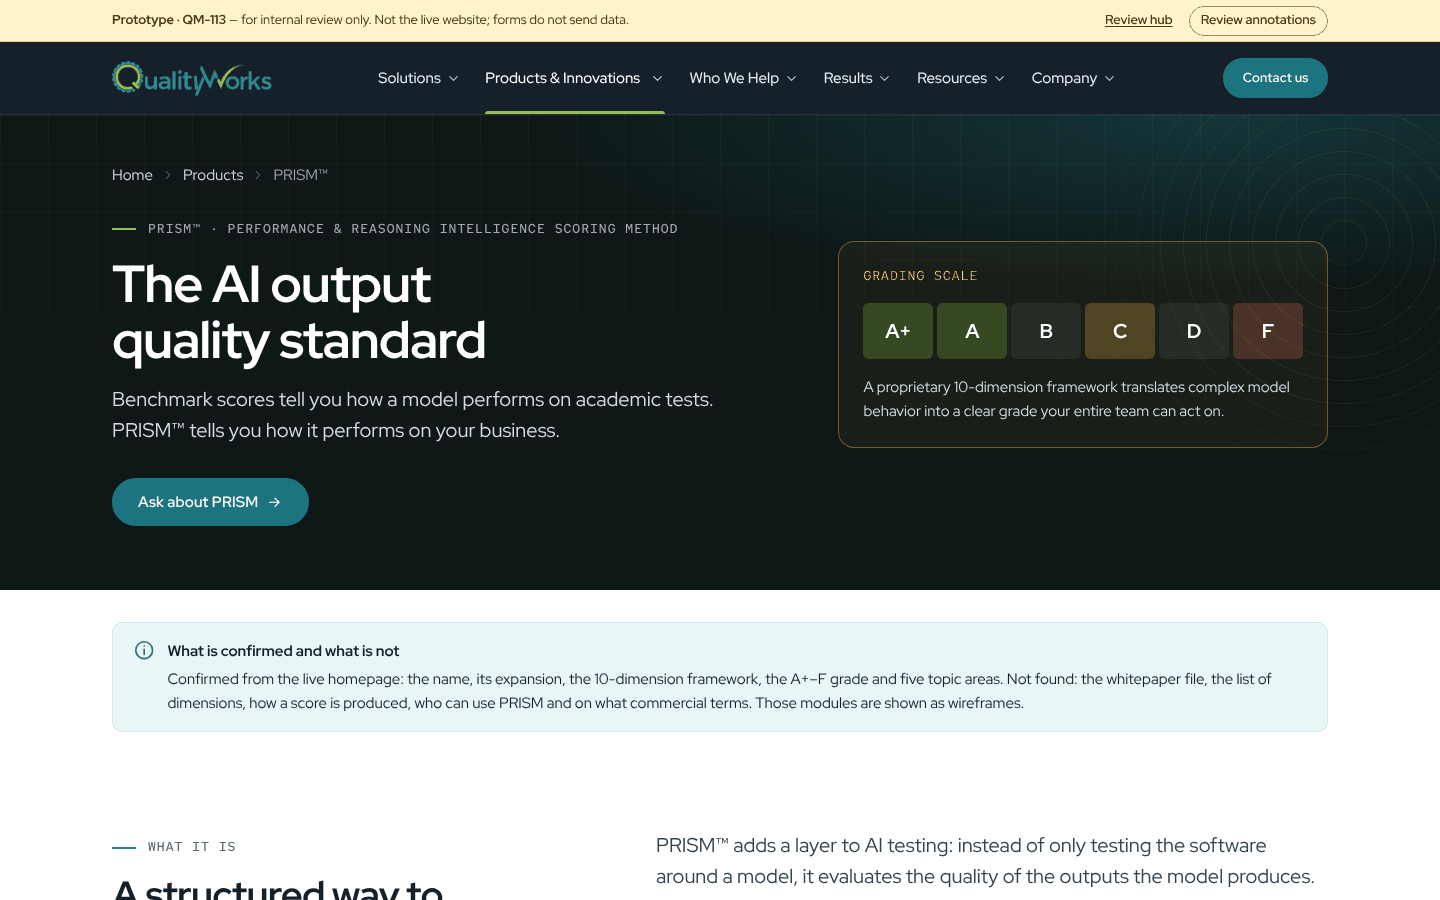 Prototype · QM-113 — for internal review only. Not the live website; forms do not send data.
Review hub
Review annotations
QualityWorks
Solutions
Products & Innovations
Who We Help
Results
Resources
Company
Contact us
Home
Products
PRISM™
PRISM™ · PERFORMANCE & REASONING INTELLIGENCE SCORING METHOD
The AI output
quality standard
Benchmark scores tell you how a model performs on academic tests.
PRISM™ tells you how it performs on your business.
Ask about PRISM →
GRADING SCALE
A+ A B C D F
A proprietary 10-dimension framework translates complex model
behavior into a clear grade your entire team can act on.
What is confirmed and what is not
Confirmed from the live homepage: the name, its expansion, the 10-dimension framework, the A+–F grade and five topic areas. Not found: the whitepaper file, the list of
dimensions, how a score is produced, who can use PRISM and on what commercial terms. Those modules are shown as wireframes.
WHAT IT IS
A structured way to
PRISM™ adds a layer to AI testing: instead of only testing the software
around a model, it evaluates the quality of the outputs the model produces.